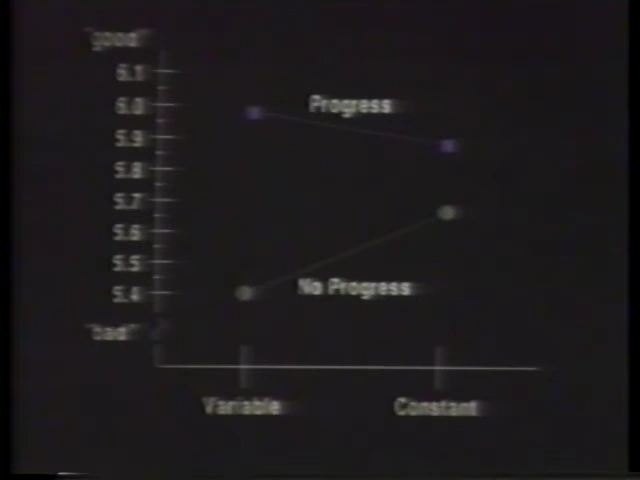 "good"
6.1
6.0
Progress
5.9
5.8
5.7
5.6
5.5
5.4
No Progress
"bad"
Variable
Constant